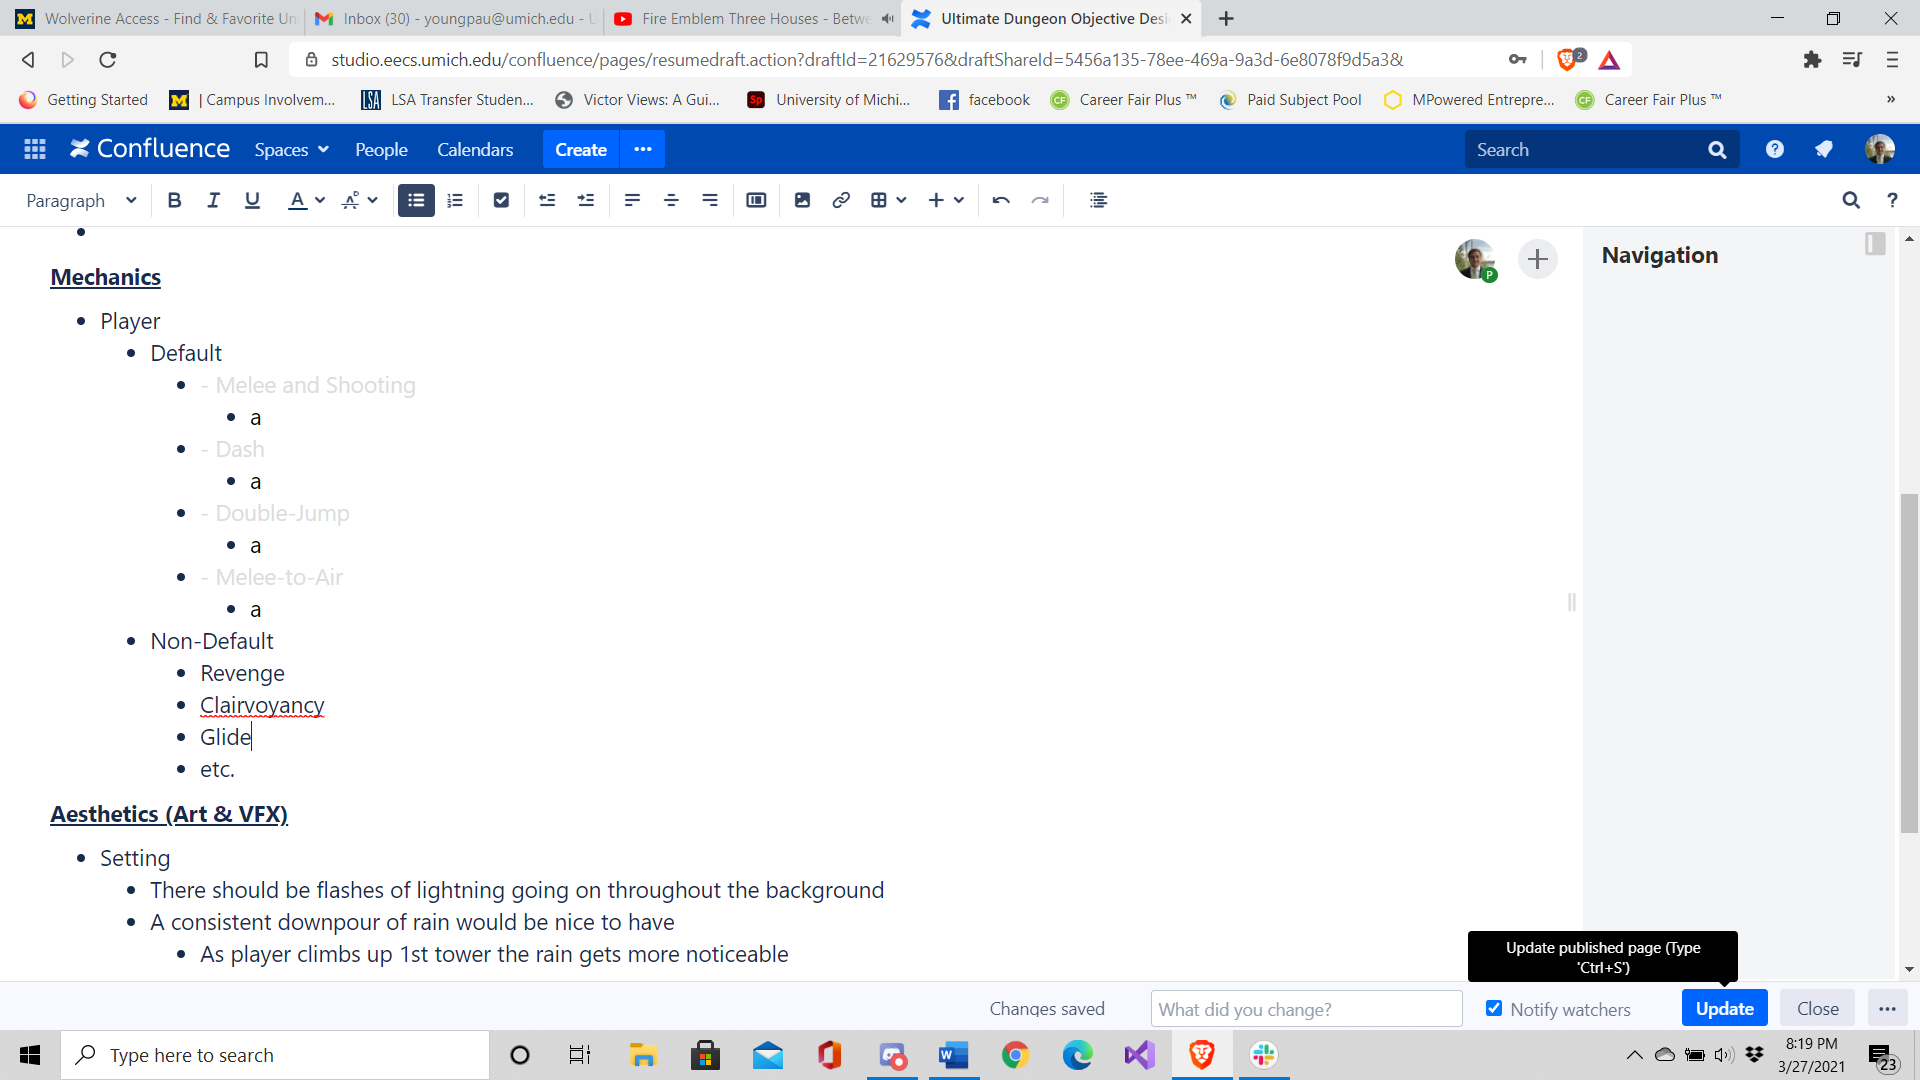 Wolverine Access - Find & Favorite Un
Inbox (30) - youngpau@umich.edu - U
Fire Emblem Three Houses - Betwe
Ultimate Dungeon Objective Desi
studio.eecs.umich.edu/confluence/pages/resumedraft.action?draftId=21629576&draftShareId=5456a135-78ee-469a-9a3d-6e8078f9d5a3&
2
Getting Started
| Campus Involvem...
LSA Transfer Studen...
Victor Views: A Gui...
University of Michi...
facebook
Career Fair Plus ™
Paid Subject Pool
MPowered Entrepre...
Career Fair Plus ™
»
Confluence
Spaces
People
Calendars
Create
Search
Paragraph
B I U A
Navigation
P
Mechanics
• Player
• Default
• - Melee and Shooting
• a
• - Dash
• a
• - Double-Jump
• a
• - Melee-to-Air
• a
• Non-Default
• Revenge
• Clairvoyancy
• Glide
• etc.
Aesthetics (Art & VFX)
• Setting
• There should be flashes of lightning going on throughout the background
• A consistent downpour of rain would be nice to have
• As player climbs up 1st tower the rain gets more noticeable
Update published page (Type
'Ctrl+S')
Changes saved
What did you change?
Notify watchers
Update
Close
Type here to search
8:19 PM
3/27/2021
23